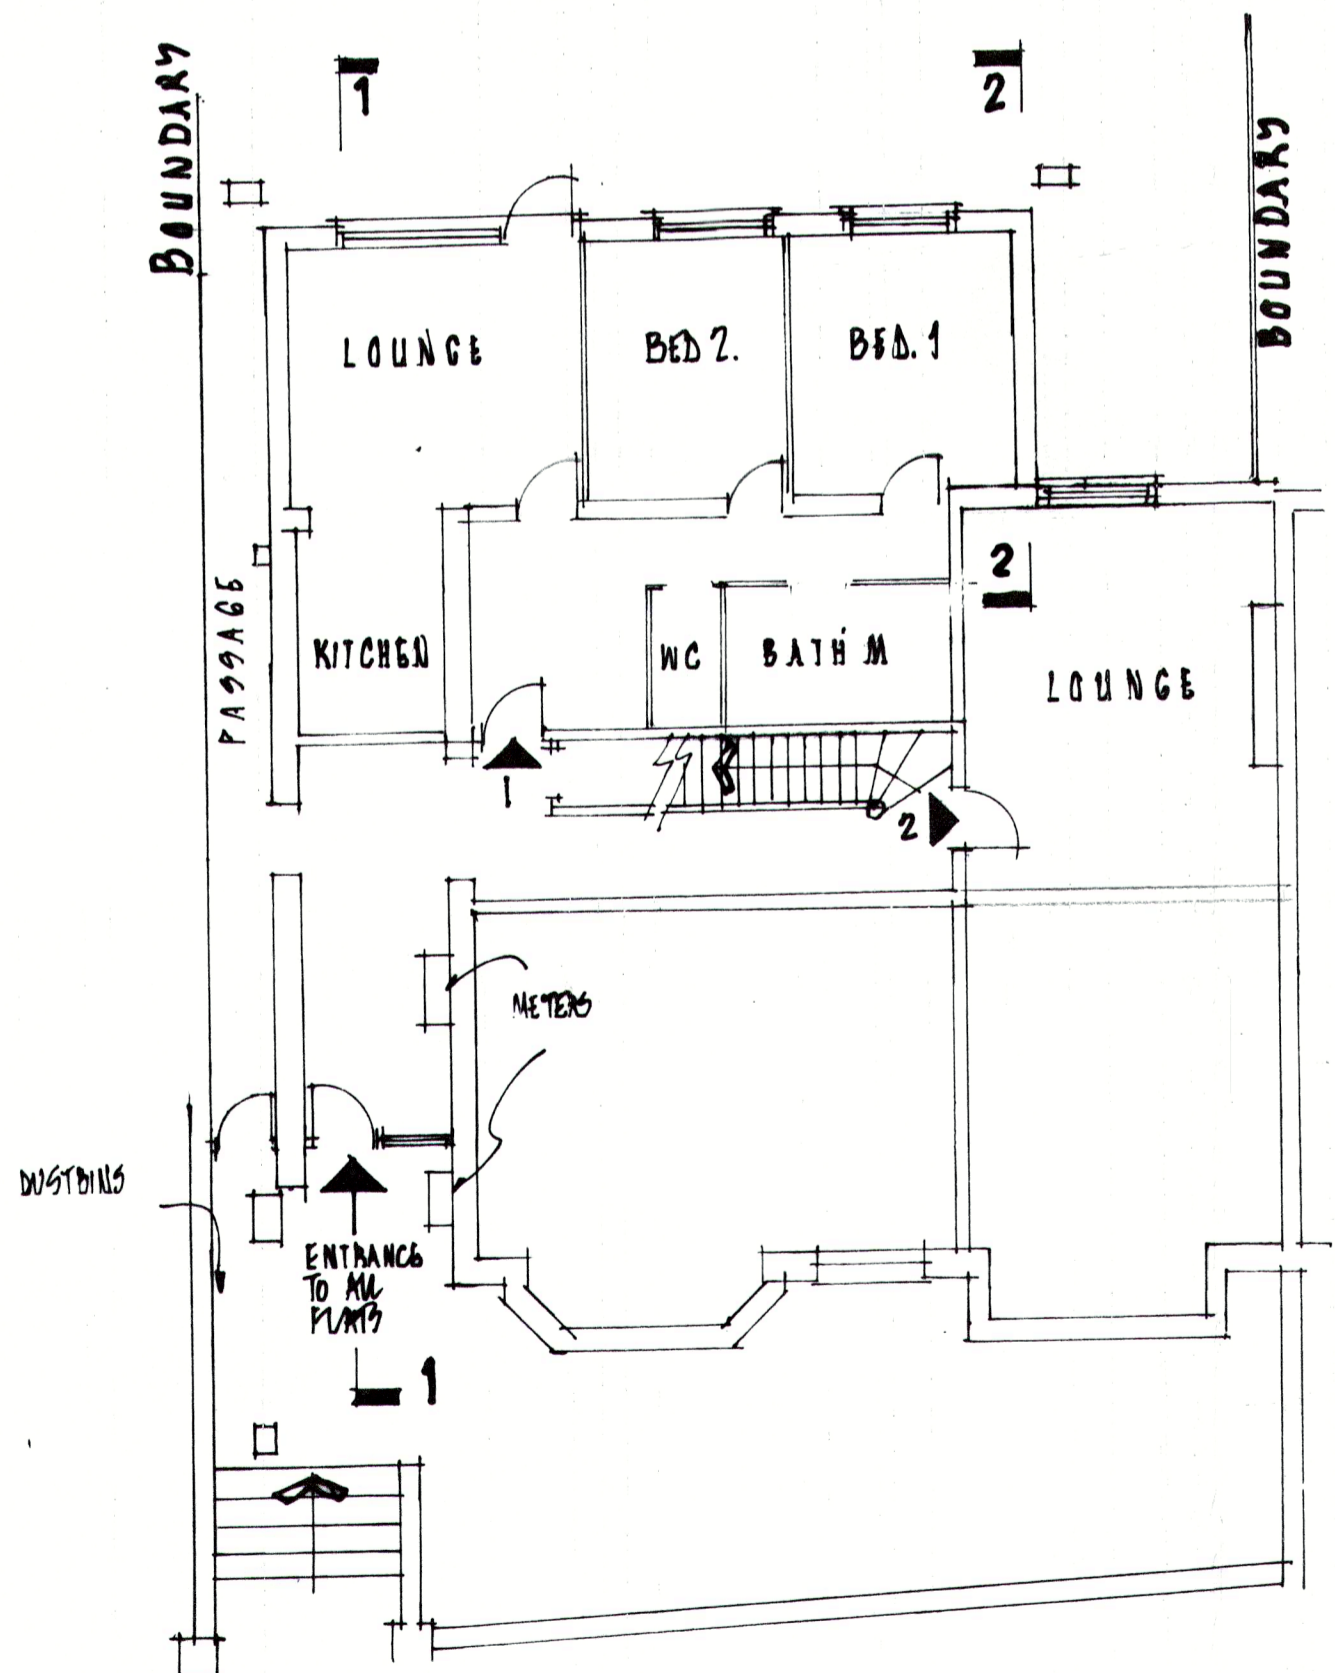 BOUNDARY
1
2
BOUNDARY
LOUNGE
BED 2.
BED. 1
2
PASSAGE
KITCHEN
WC
BATH'M
LOUNGE
1
2
METERS
DUSTBINS
ENTRANCE
TO ALL
FLATS
1